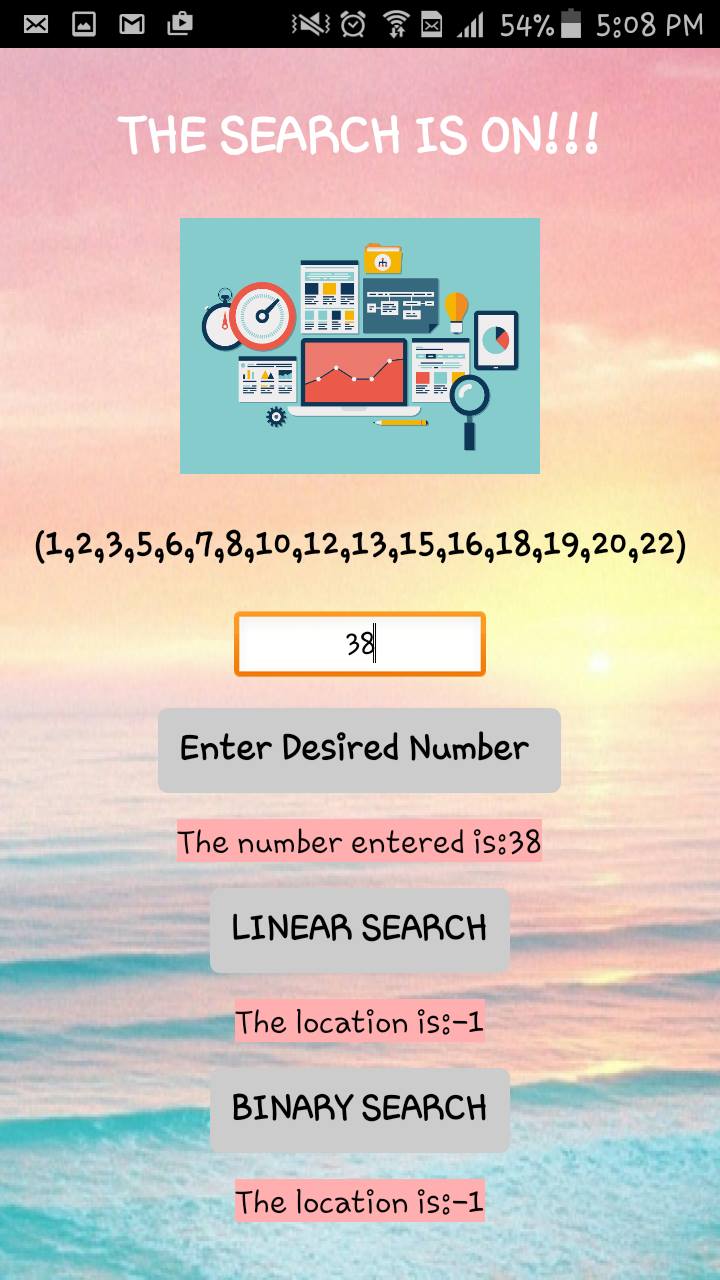 54% 5:08 PM
THE SEARCH IS ON!!!
(1,2,3,5,6,7,8,10,12,13,15,16,18,19,20,22)
38
Enter Desired Number
The number entered is:38
LINEAR SEARCH
The location is:-1
BINARY SEARCH
The location is:-1